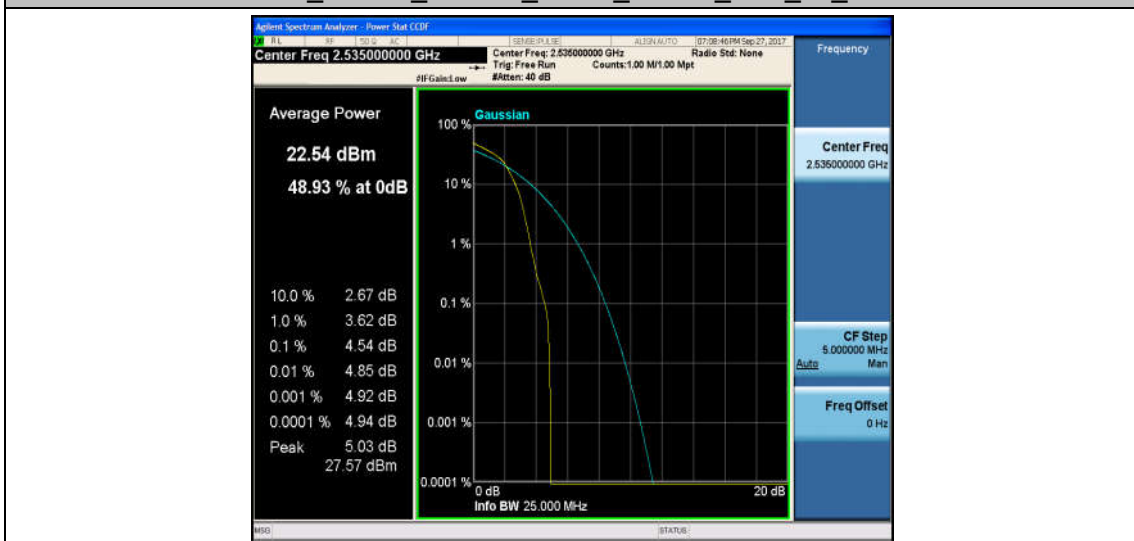 Agilent Spectrum Analyzer - Power Stat CCDF
RL RF 50 Ω AC SENSE:PULSE ALIGN AUTO 07:08:46 PM Sep 27, 2017
Center Freq 2.535000000 GHz
Center Freq: 2.535000000 GHz Radio Std: None
Trig: Free Run Counts:1.00 M/1.00 Mpt
#IFGain:Low #Atten: 40 dB
Frequency
Average Power
22.54 dBm
48.93 % at 0dB
10.0 % 2.67 dB
1.0 % 3.62 dB
0.1 % 4.54 dB
0.01 % 4.85 dB
0.001 % 4.92 dB
0.0001 % 4.94 dB
Peak 5.03 dB
27.57 dBm
Gaussian
100 %
10 %
1 %
0.1 %
0.01 %
0.001 %
0.0001 %
0 dB 20 dB
Info BW 25.000 MHz
Center Freq
2.535000000 GHz
CF Step
5.000000 MHz
Auto Man
Freq Offset
0 Hz
MSG STATUS